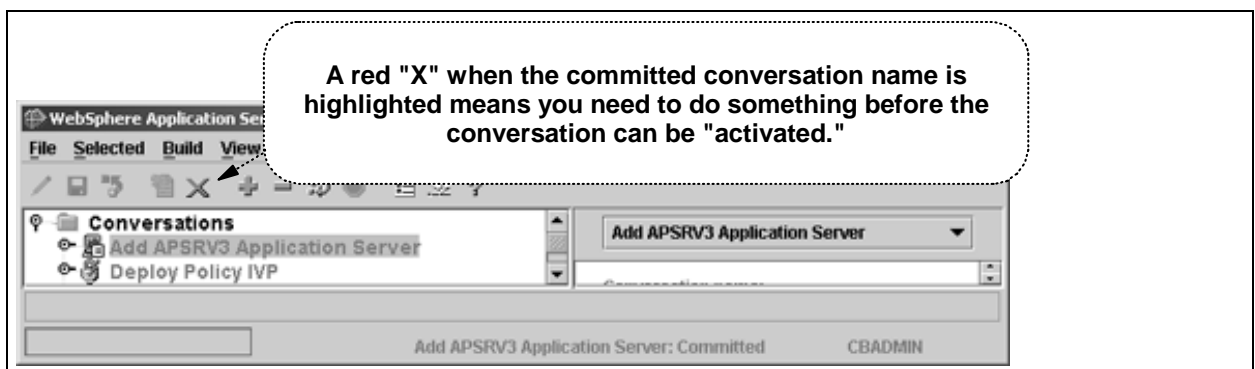 A red "X" when the committed conversation name is
highlighted means you need to do something before the
conversation can be "activated."
WebSphere Application Ser
File Selected Build View
Conversations
Add APSRV3 Application Server
Deploy Policy IVP
Add APSRV3 Application Server
Add APSRV3 Application Server: Committed CBADMIN